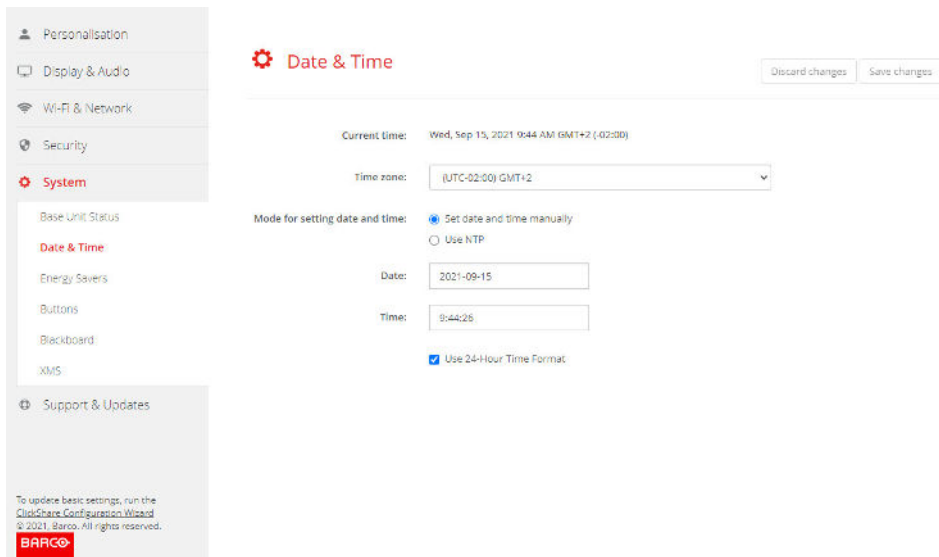 Personalisation
Display & Audio
Wi-Fi & Network
Security
System
Base Unit Status
Date & Time
Energy Savers
Buttons
Blackboard
XMS
Support & Updates
To update basic settings, run the
ClickShare Configuration Wizard
© 2021, Barco. All rights reserved.
BARCO
Date & Time
Discard changes
Save changes
Current time: Wed, Sep 15, 2021 9:44 AM GMT+2 (-02:00)
Time zone: (UTC-02:00) GMT+2
Mode for setting date and time: Set date and time manually
Use NTP
Date: 2021-09-15
Time: 9:44:26
Use 24-Hour Time Format